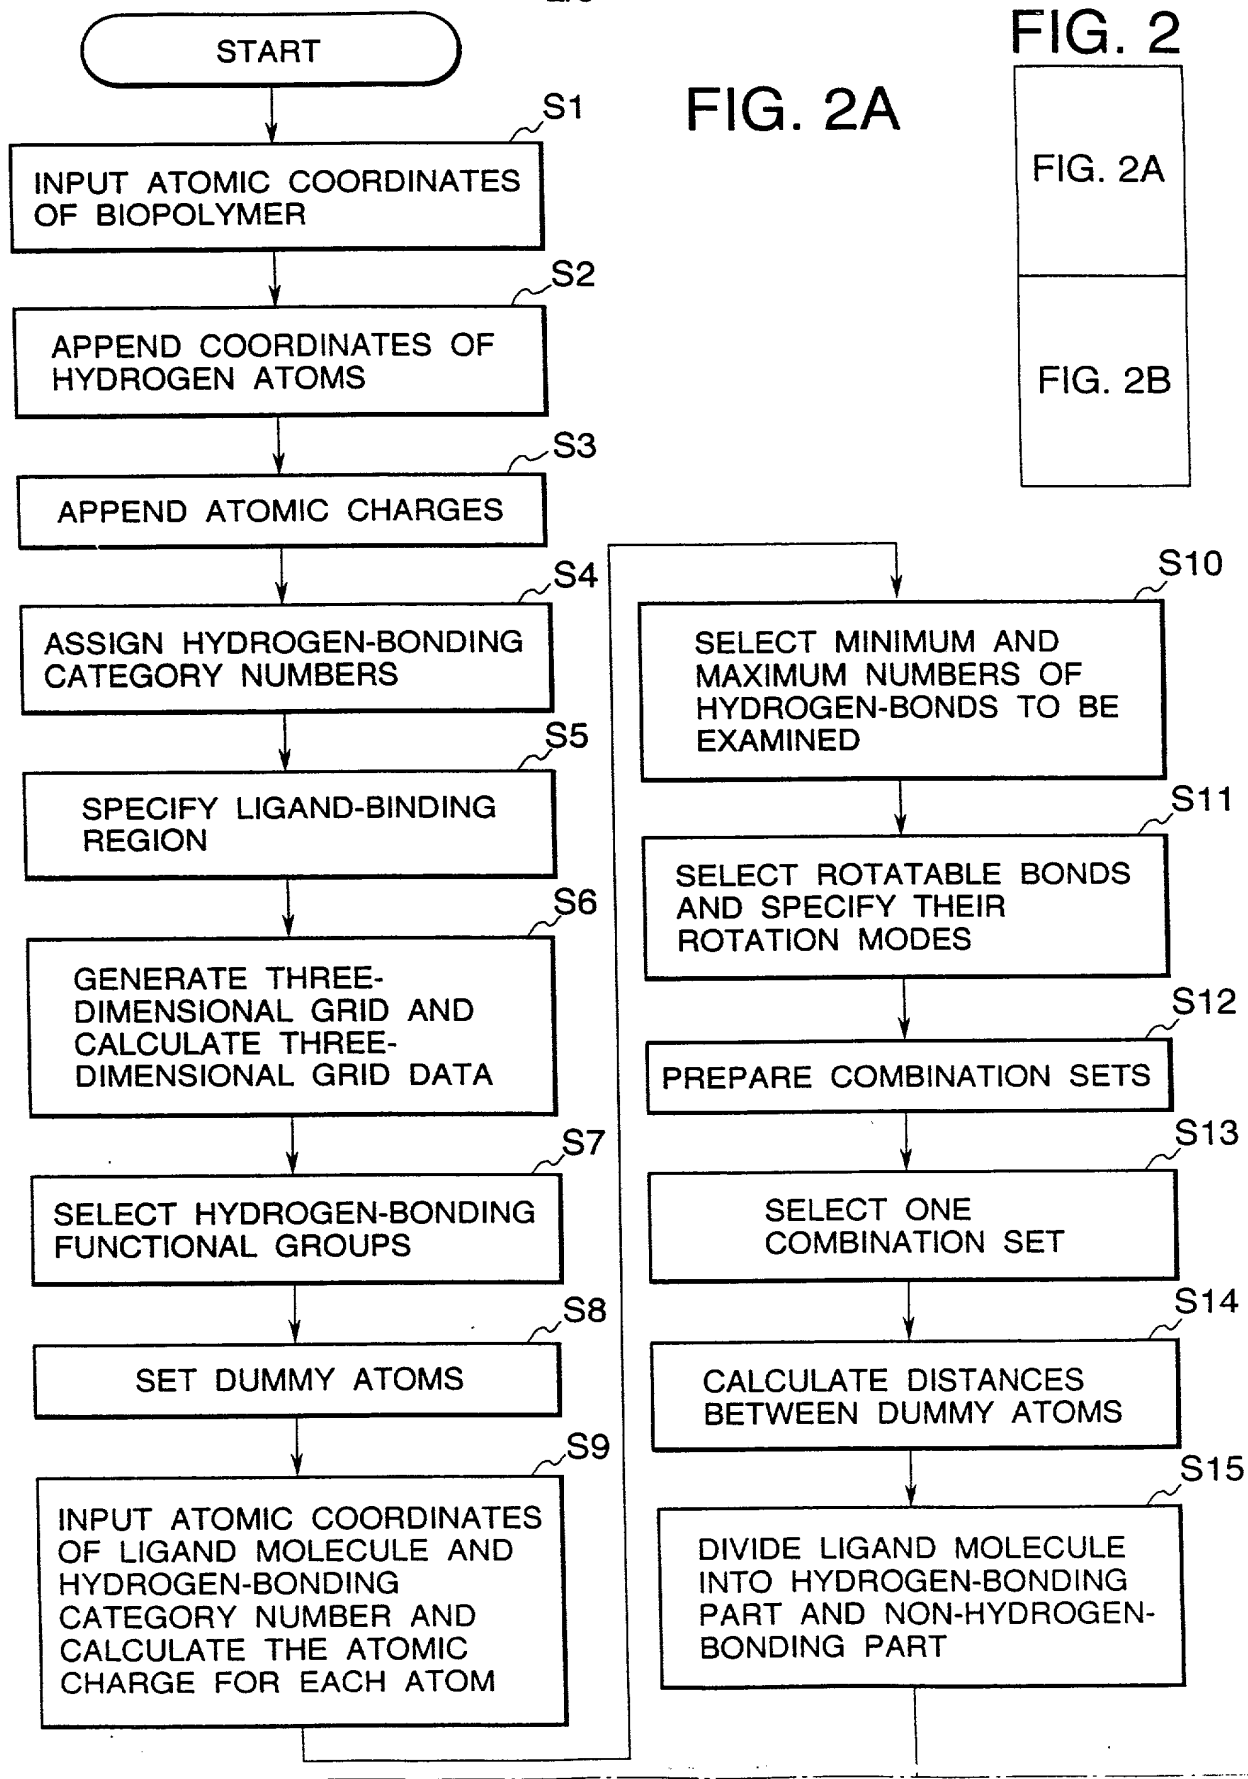 FIG. 2
FIG. 2A
FIG. 2A
FIG. 2B
START
S1
INPUT ATOMIC COORDINATES
OF BIOPOLYMER
S2
APPEND COORDINATES OF
HYDROGEN ATOMS
S3
APPEND ATOMIC CHARGES
S4
ASSIGN HYDROGEN-BONDING
CATEGORY NUMBERS
S5
SPECIFY LIGAND-BINDING
REGION
S6
GENERATE THREE-
DIMENSIONAL GRID AND
CALCULATE THREE-
DIMENSIONAL GRID DATA
S7
SELECT HYDROGEN-BONDING
FUNCTIONAL GROUPS
S8
SET DUMMY ATOMS
S9
INPUT ATOMIC COORDINATES
OF LIGAND MOLECULE AND
HYDROGEN-BONDING
CATEGORY NUMBER AND
CALCULATE THE ATOMIC
CHARGE FOR EACH ATOM
S10
SELECT MINIMUM AND
MAXIMUM NUMBERS OF
HYDROGEN-BONDS TO BE
EXAMINED
S11
SELECT ROTATABLE BONDS
AND SPECIFY THEIR
ROTATION MODES
S12
PREPARE COMBINATION SETS
S13
SELECT ONE
COMBINATION SET
S14
CALCULATE DISTANCES
BETWEEN DUMMY ATOMS
S15
DIVIDE LIGAND MOLECULE
INTO HYDROGEN-BONDING
PART AND NON-HYDROGEN-
BONDING PART